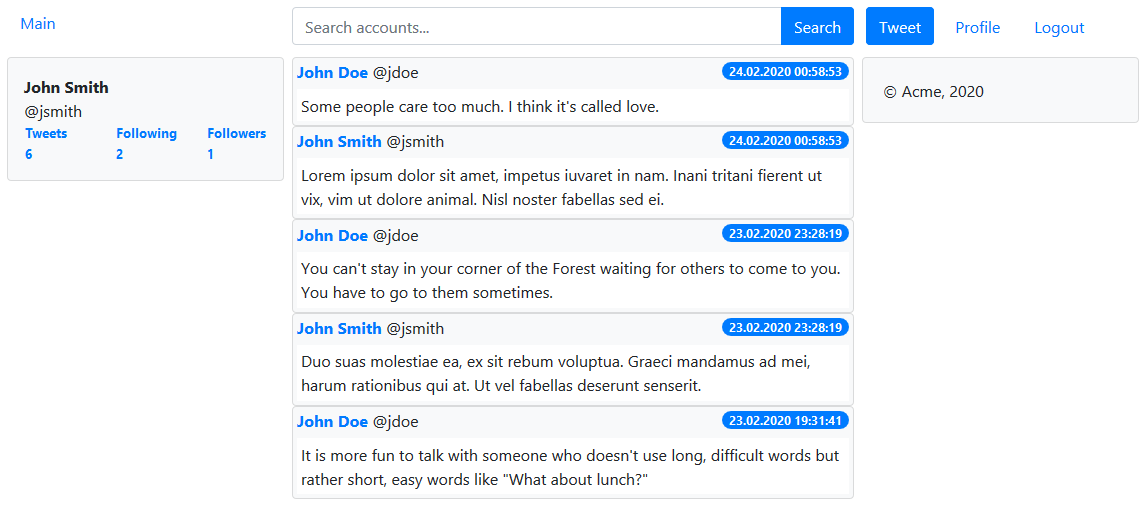 Main
Search accounts...
Search
Tweet
Profile
Logout
John Smith
@jsmith
Tweets Following Followers
6 2 1
John Doe @jdoe 24.02.2020 00:58:53
Some people care too much. I think it's called love.
John Smith @jsmith 24.02.2020 00:58:53
Lorem ipsum dolor sit amet, impetus iuvaret in nam. Inani tritani fierent ut
vix, vim ut dolore animal. Nisl noster fabellas sed ei.
John Doe @jdoe 23.02.2020 23:28:19
You can't stay in your corner of the Forest waiting for others to come to you.
You have to go to them sometimes.
John Smith @jsmith 23.02.2020 23:28:19
Duo suas molestiae ea, ex sit rebum voluptua. Graeci mandamus ad mei,
harum rationibus qui at. Ut vel fabellas deserunt senserit.
John Doe @jdoe 23.02.2020 19:31:41
It is more fun to talk with someone who doesn't use long, difficult words but
rather short, easy words like "What about lunch?"
© Acme, 2020